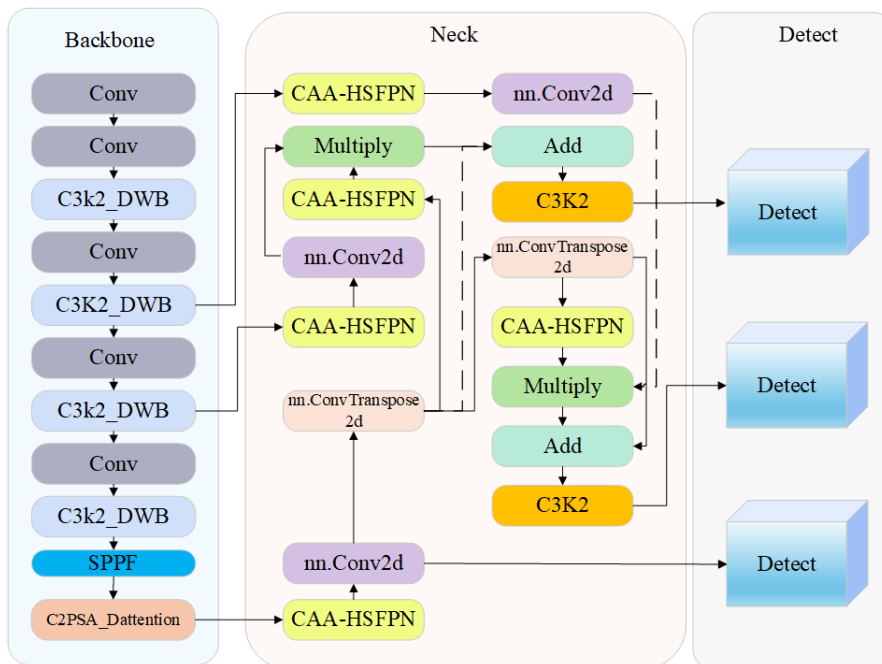 Backbone
Conv
Conv
C3k2_DWB
Conv
C3K2_DWB
Conv
C3k2_DWB
Conv
C3k2_DWB
SPPF
C2PSA_Dattention
Neck
CAA-HSFPN
Multiply
CAA-HSFPN
nn.Conv2d
CAA-HSFPN
nn.ConvTranspose
2d
nn.Conv2d
CAA-HSFPN
nn.Conv2d
Add
C3K2
nn.ConvTranspose
2d
CAA-HSFPN
Multiply
Add
C3K2
Detect
Detect
Detect
Detect